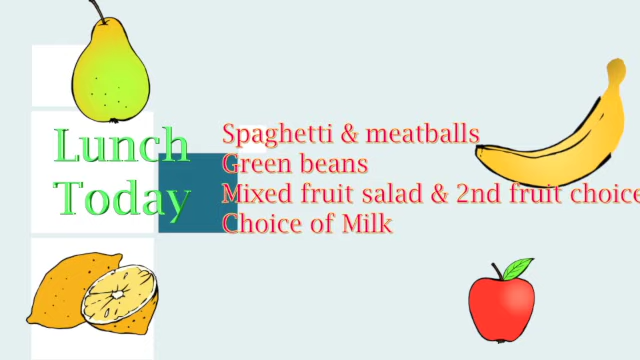 Lunch
Today
Spaghetti & meatballs
Green beans
Mixed fruit salad & 2nd fruit choice
Choice of Milk